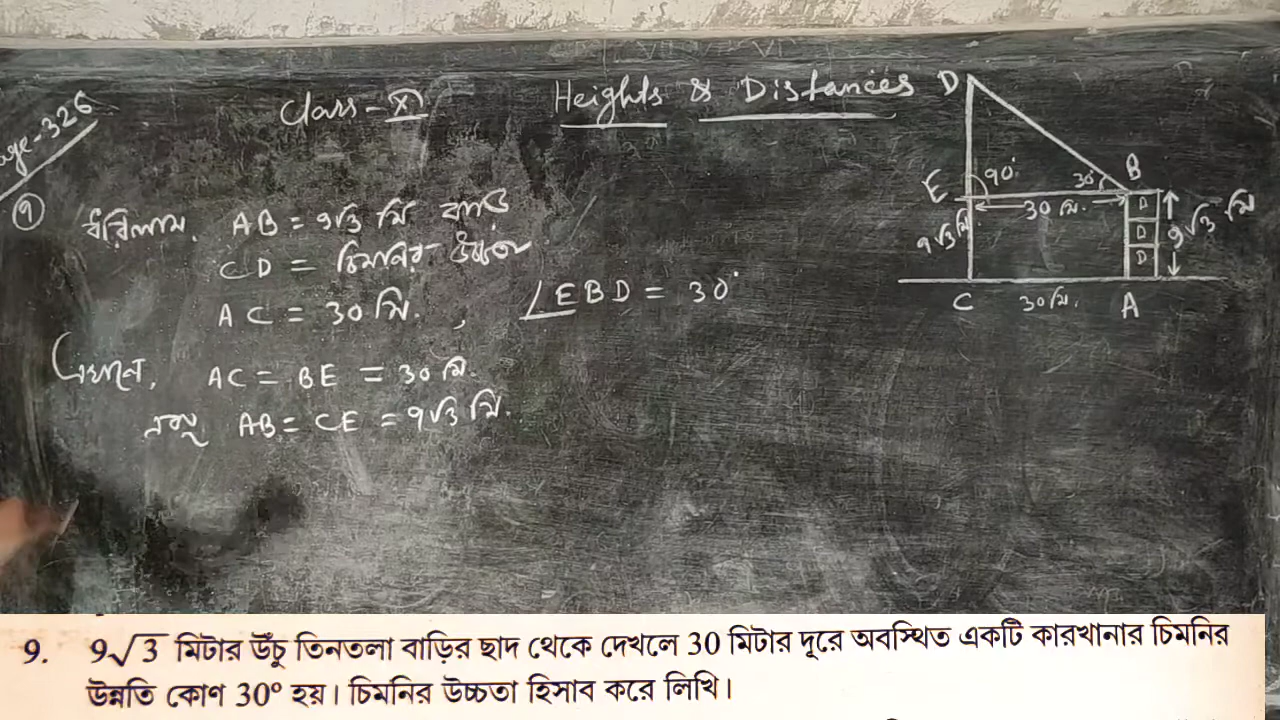 Class - X
Heights & Distances
age-326
9
ধরিলাম, AB = 9√3 মি বাড়ি
CD = চিমনির উচ্চতা
AC = 30 মি. , ∠EBD = 30°
এখানে, AC = BE = 30 মি.
এবং AB = CE = 9√3 মি.
D
E 90° 30° B
30 মি.
9√3 মি
D
D
D
9√3 মি
C 30 মি. A
9. 9√3 মিটার উঁচু তিনতলা বাড়ির ছাদ থেকে দেখলে 30 মিটার দূরে অবস্থিত একটি কারখানার চিমনির
উন্নতি কোণ 30° হয়। চিমনির উচ্চতা হিসাব করে লিখি।